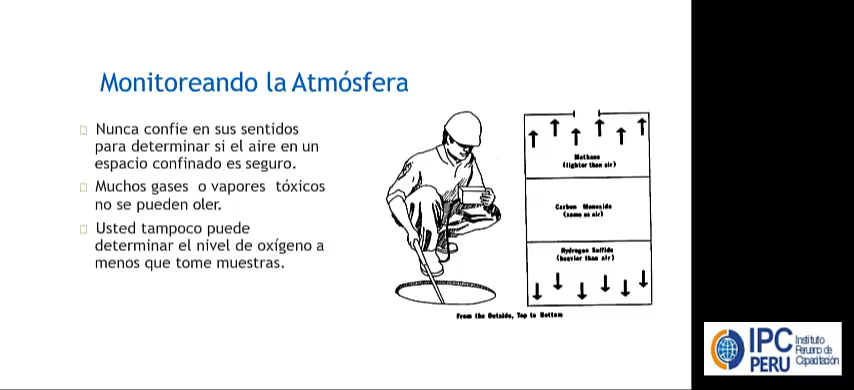 Monitoreando la Atmósfera
Nunca confie en sus sentidos
para determinar si el aire en un
espacio confinado es seguro.
Muchos gases o vapores tóxicos
no se pueden oler.
Usted tampoco puede
determinar el nivel de oxígeno a
menos que tome muestras.
Methane
(lighter than air)
Carbon Monoxide
(same as air)
Hydrogen Sulfide
(heavier than air)
From the Outside, Top to Bottom
IPC
PERU
Instituto
Peruano de
Capacitación